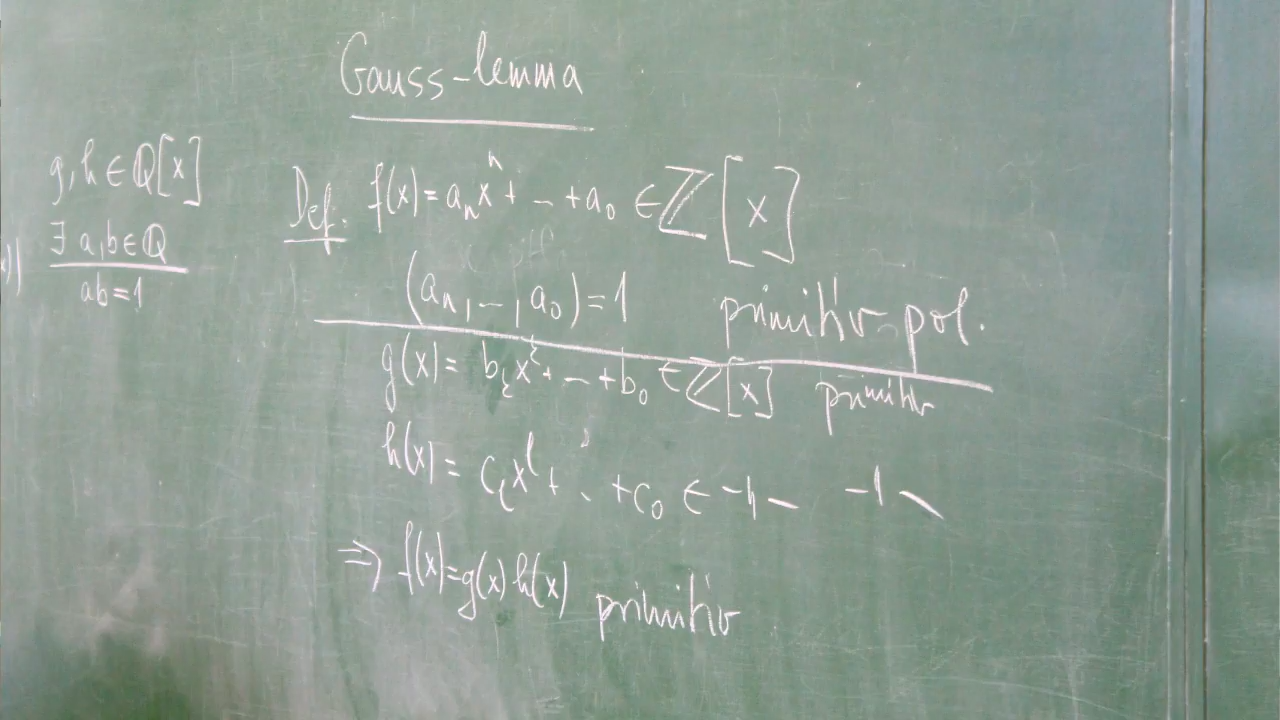 Gauss-lemma
g, h ∈ ℚ[x]
∃ a, b ∈ ℚ
ab = 1
Def. f(x) = aₙxⁿ + ... + a₀ ∈ ℤ[x]
(aₙ, ..., a₀) = 1 primitív pol.
g(x) = bₖxᵏ + ... + b₀ ∈ ℤ[x] primitív
h(x) = cₗxˡ + ... + c₀ ∈ -"- -"-
⇒ f(x) = g(x) h(x) primitív